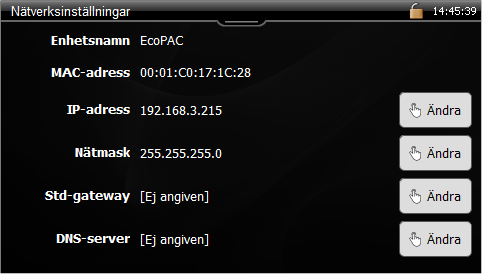 Nätverksinställningar 14:45:39
Enhetsnamn EcoPAC
MAC-adress 00:01:C0:17:1C:28
IP-adress 192.168.3.215 Ändra
Nätmask 255.255.255.0 Ändra
Std-gateway [Ej angiven] Ändra
DNS-server [Ej angiven] Ändra